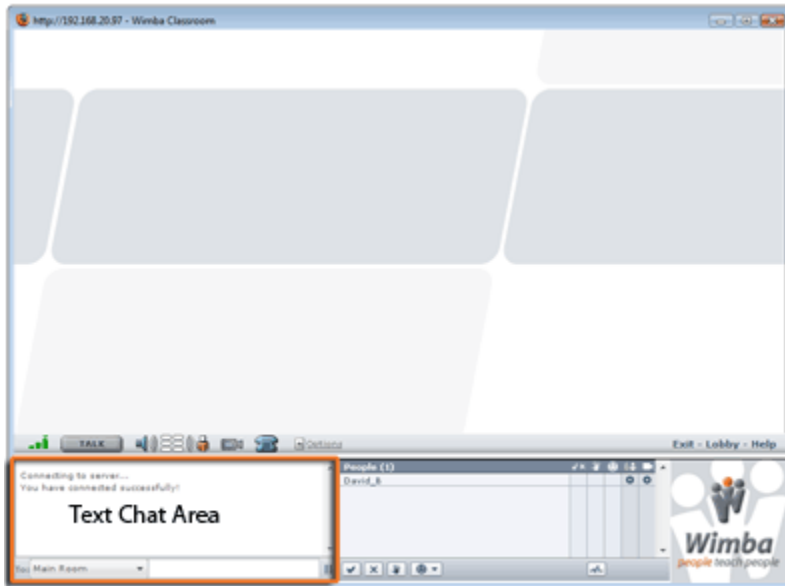 http://192.168.20.97 - Wimba Classroom
TALK
Options
Exit - Lobby - Help
Connecting to server...
You have connected successfully!
Text Chat Area
Main Room
People (1)
David_B
Wimba
people teach people